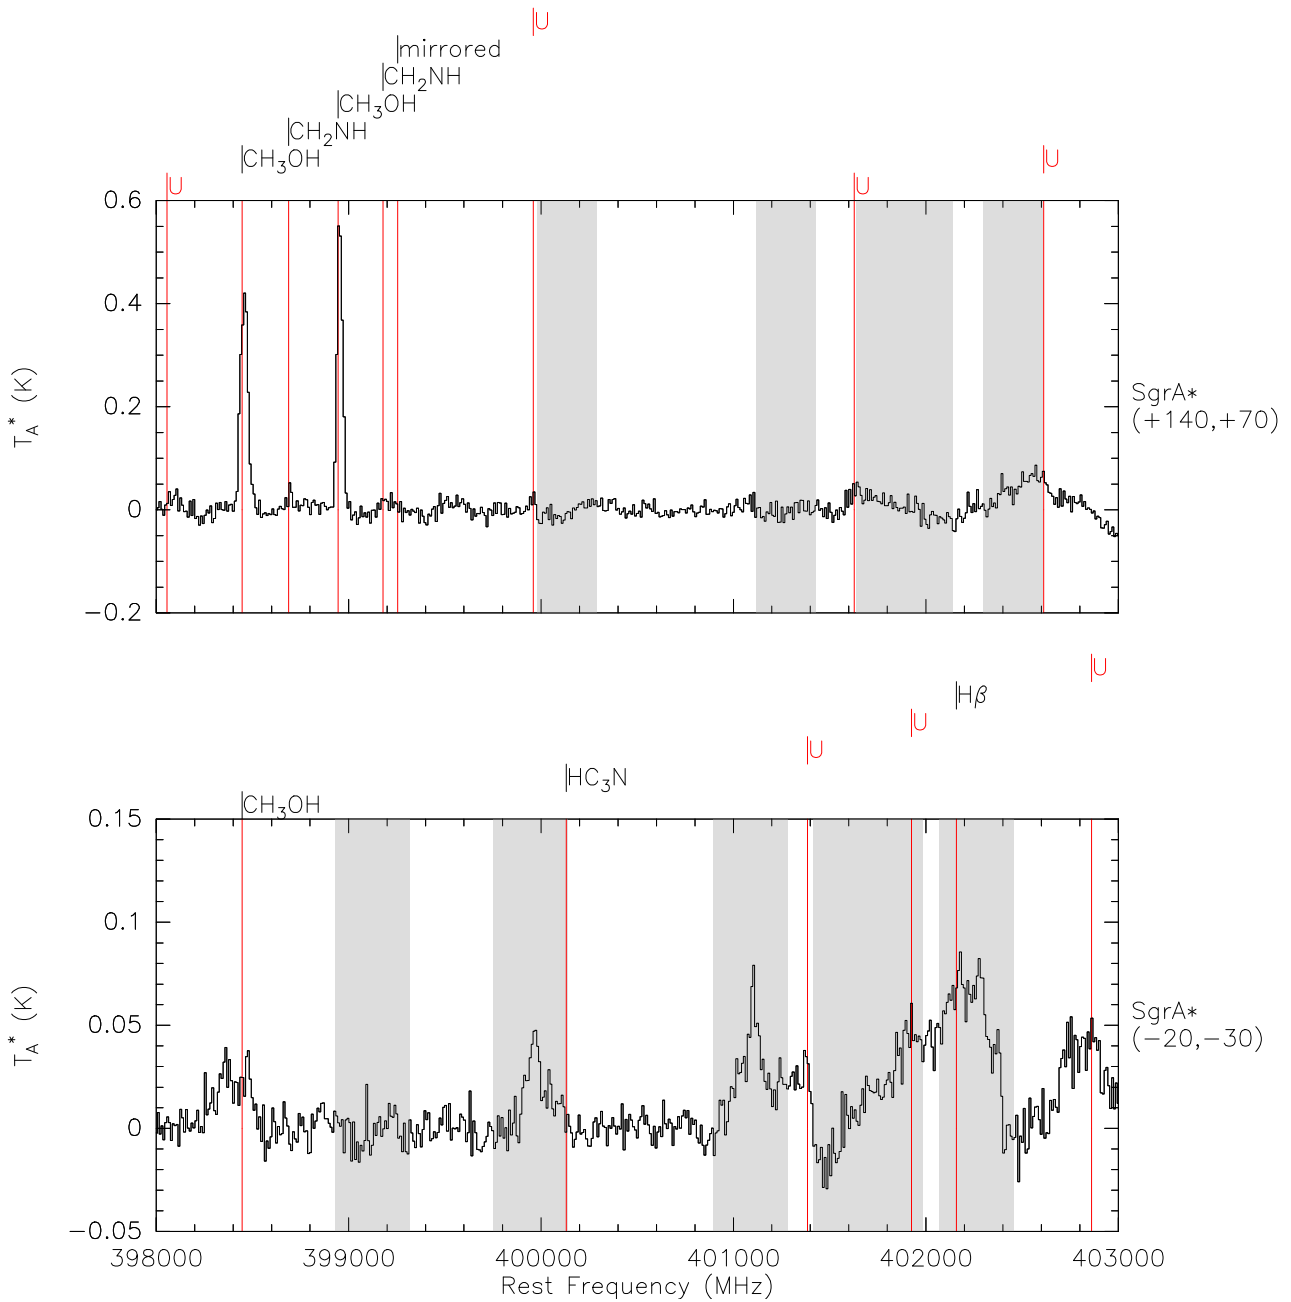 U
mirrored
CH2NH
CH3OH
CH2NH
CH3OH
U
U
U
0.6
0.4
0.2
0
−0.2
TA* (K)
SgrA*
(+140,+70)
U
Hβ
U
U
HC3N
CH3OH
0.15
0.1
0.05
0
−0.05
TA* (K)
SgrA*
(−20,−30)
398000 399000 400000 401000 402000 403000
Rest Frequency (MHz)